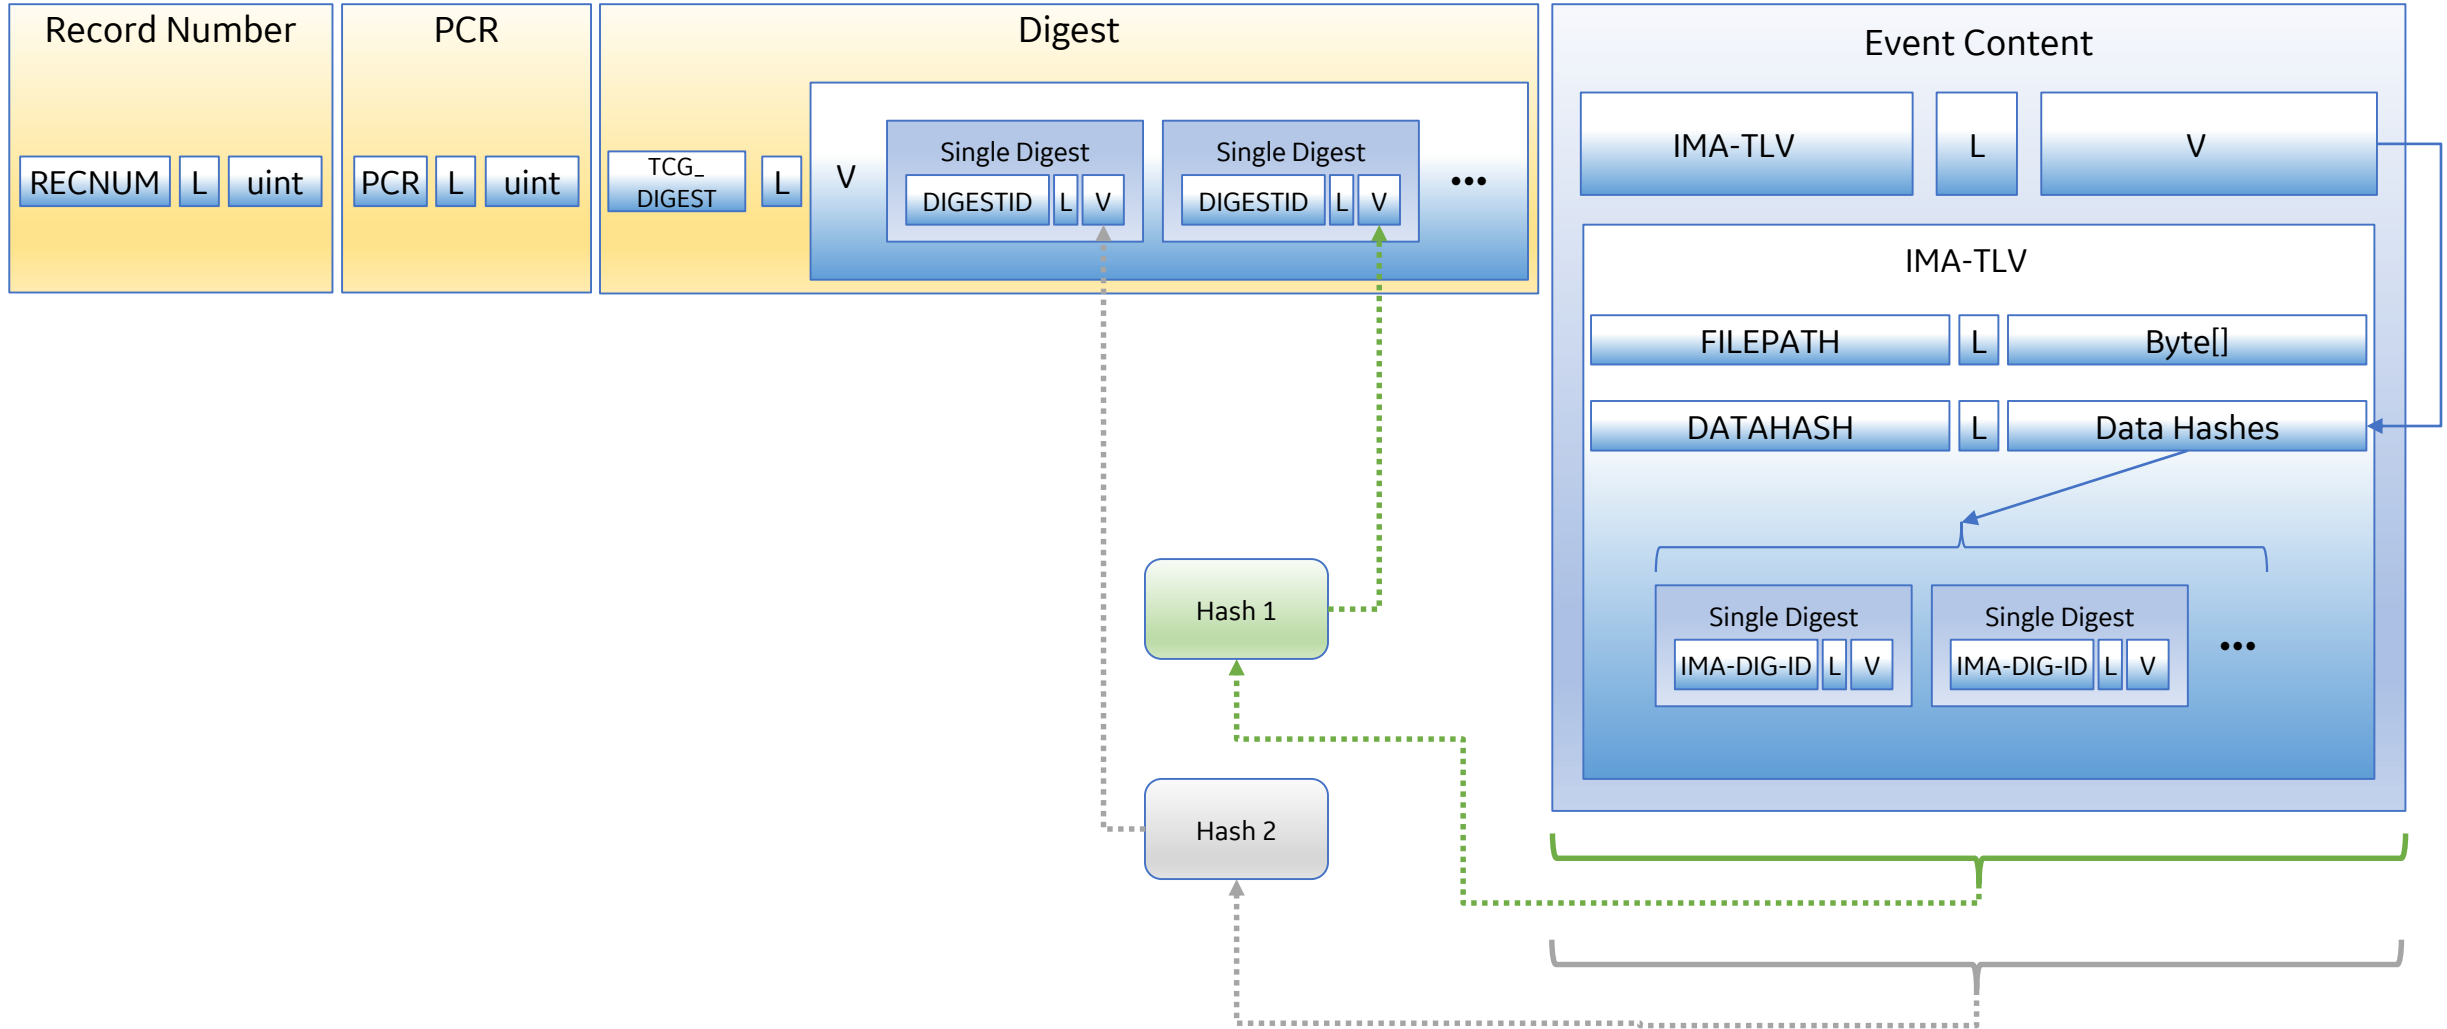 Record Number
RECNUM L uint
PCR
PCR L uint
Digest
TCG_
DIGEST
L
V
Single Digest
DIGESTID L V
Single Digest
DIGESTID L V
•••
Event Content
IMA-TLV L V
IMA-TLV
FILEPATH L Byte[]
DATAHASH L Data Hashes
Single Digest
IMA-DIG-ID L V
Single Digest
IMA-DIG-ID L V
•••
Hash 1
Hash 2